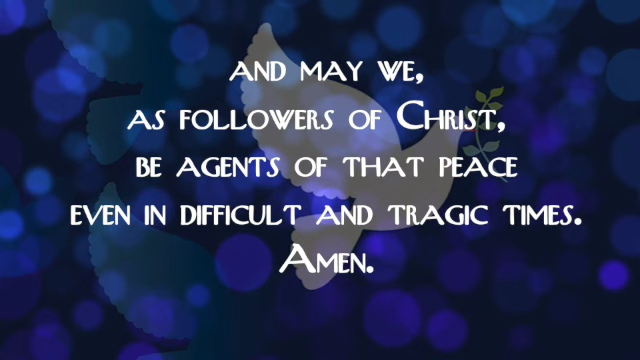 and may we,
as followers of Christ,
be agents of that peace
even in difficult and tragic times.
Amen.